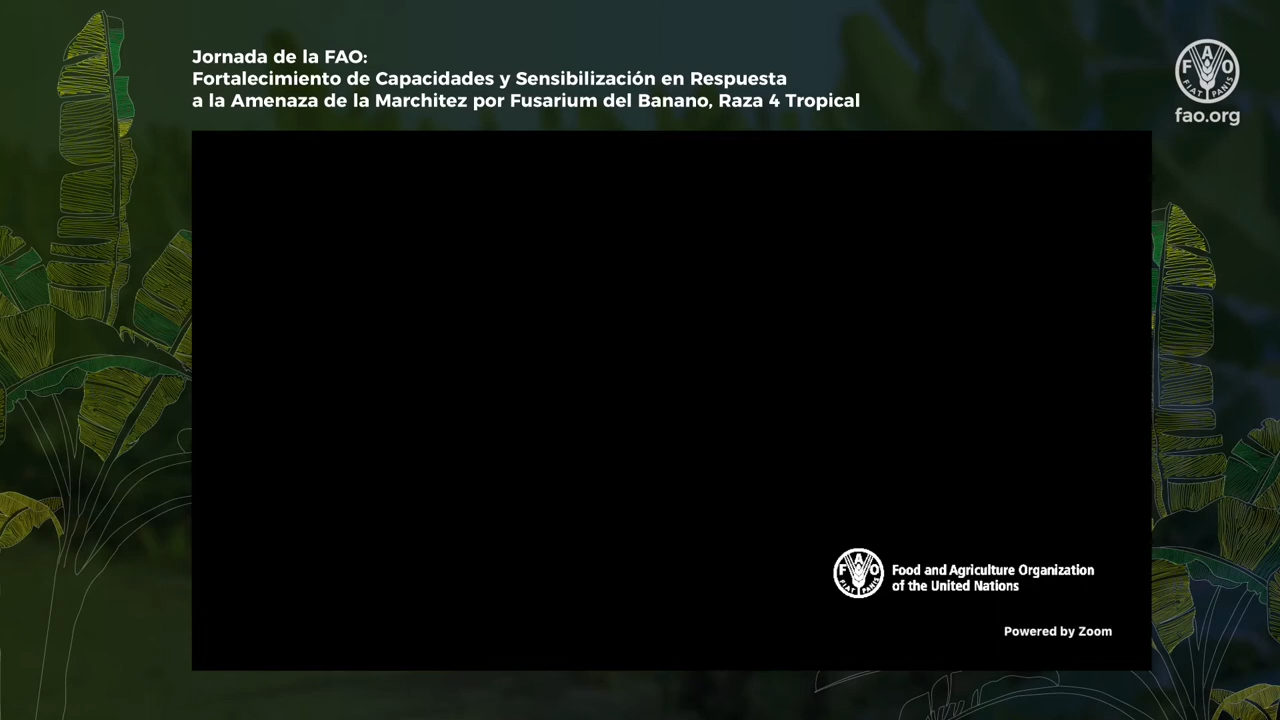 Jornada de la FAO:
Fortalecimiento de Capacidades y Sensibilización en Respuesta
a la Amenaza de la Marchitez por Fusarium del Banano, Raza 4 Tropical
F A O
FIAT PANIS
fao.org
F A O
FIAT PANIS
Food and Agriculture Organization
of the United Nations
Powered by Zoom